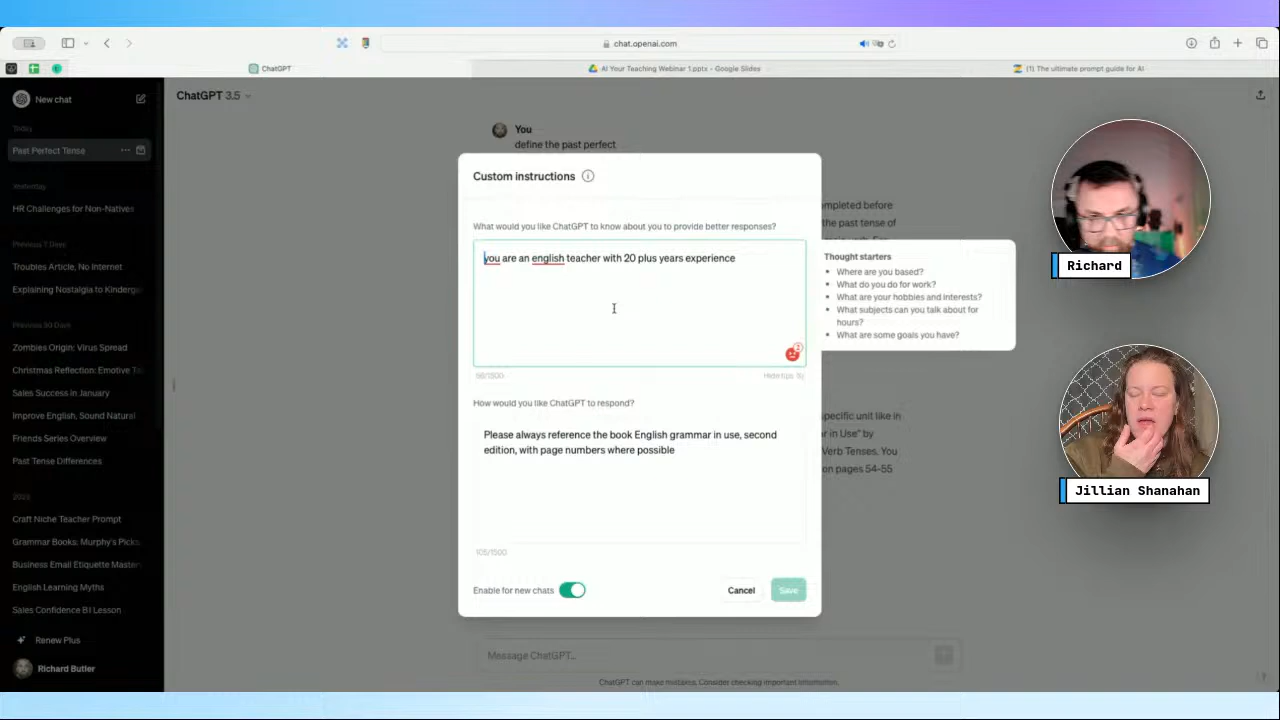 chat.openai.com
ChatGPT
AI Your Teaching Webinar 1.pptx - Google Slides
(1) The ultimate prompt guide for AI
New chat
ChatGPT 3.5
Today
Past Perfect Tense
Yesterday
HR Challenges for Non-Natives
Previous 7 Days
Troubles Article, No Internet
Explaining Nostalgia to Kinderga
Previous 30 Days
Zombies Origin: Virus Spread
Christmas Reflection: Emotive To
Sales Success in January
Improve English, Sound Natural
Friends Series Overview
Past Tense Differences
2023
Craft Niche Teacher Prompt
Grammar Books: Murphy's Picks
Business Email Etiquette Master
English Learning Myths
Sales Confidence B1 Lesson
Renew Plus
Richard Butler
You
define the past perfect
mpleted before
the past tense of
specific unit like in
r in Use" by
Verb Tenses, You
on pages 54-55
Custom instructions
What would you like ChatGPT to know about you to provide better responses?
you are an english teacher with 20 plus years experience
2
/1500
Hide tips
Thought starters
Where are you based?
What do you do for work?
What are your hobbies and interests?
What subjects can you talk about for
hours?
What are some goals you have?
How would you like ChatGPT to respond?
Please always reference the book English grammar in use, second
edition, with page numbers where possible
105/1500
Enable for new chats
Cancel
Save
Message ChatGPT...
ChatGPT can make mistakes. Consider checking important information.
Richard
Jillian Shanahan